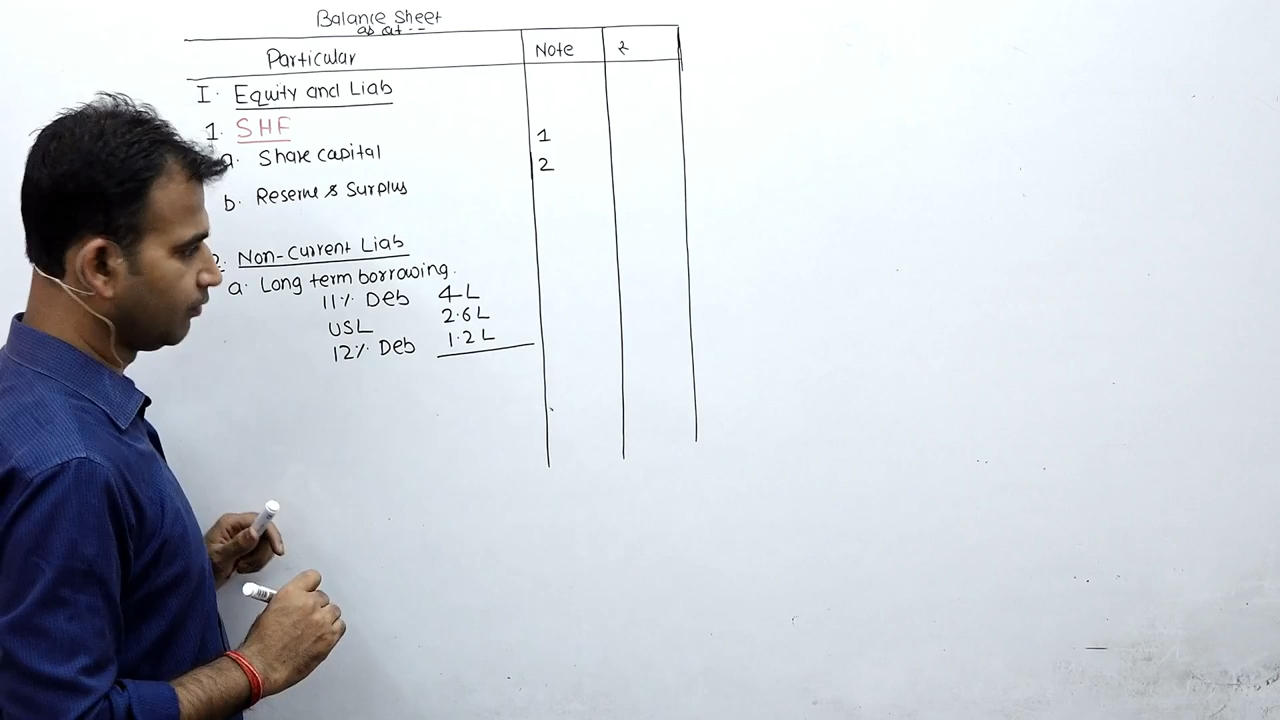 Balance Sheet
as at --
Particular Note ₹
I. Equity and Liab
1. SHF
a. Share capital 1
b. Reserve & Surplus 2
2. Non-Current Liab
a. Long term borrowing.
11% Deb 4L
USL 2.6L
12% Deb 1.2L